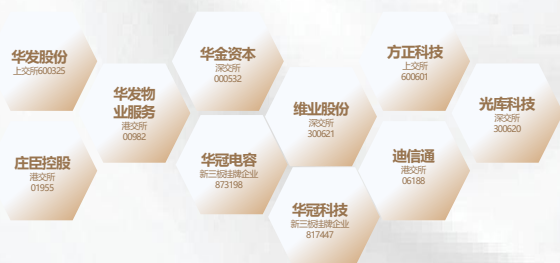 华发股份
上交所600325
华发物
业服务
港交所
00982
庄臣控股
港交所
01955
华金资本
深交所
000532
华冠电容
新三板挂牌企业
873198
维业股份
深交所
300621
华冠科技
新三板挂牌企业
817447
方正科技
上交所
600601
迪信通
港交所
06188
光库科技
深交所
300620